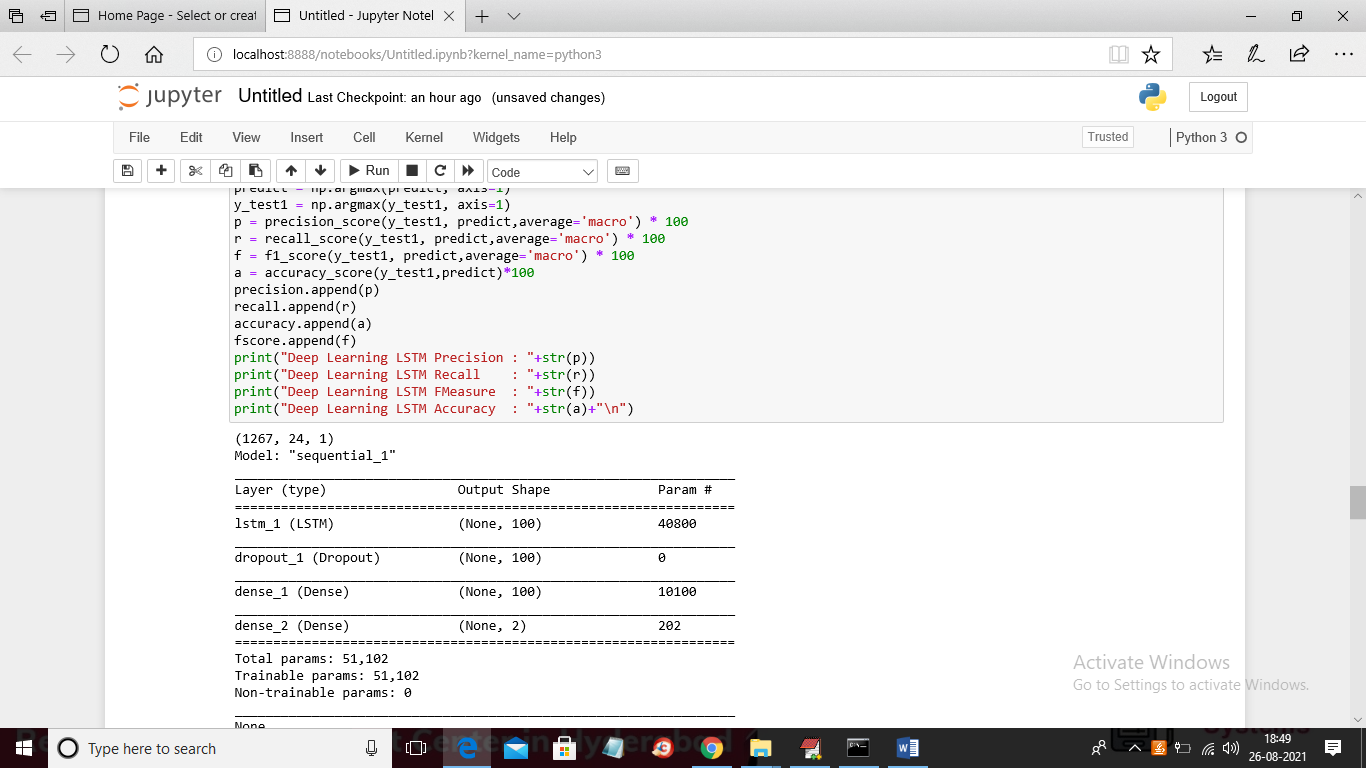 Home Page - Select or creat
Untitled - Jupyter Notel
localhost:8888/notebooks/Untitled.ipynb?kernel_name=python3
jupyter Untitled Last Checkpoint: an hour ago (unsaved changes)
Logout
File Edit View Insert Cell Kernel Widgets Help
Trusted Python 3
Run Code
predict = np.argmax(predict, axis=1)
y_test1 = np.argmax(y_test1, axis=1)
p = precision_score(y_test1, predict,average='macro') * 100
r = recall_score(y_test1, predict,average='macro') * 100
f = f1_score(y_test1, predict,average='macro') * 100
a = accuracy_score(y_test1,predict)*100
precision.append(p)
recall.append(r)
accuracy.append(a)
fscore.append(f)
print("Deep Learning LSTM Precision : "+str(p))
print("Deep Learning LSTM Recall    : "+str(r))
print("Deep Learning LSTM FMeasure  : "+str(f))
print("Deep Learning LSTM Accuracy  : "+str(a)+"\n")
(1267, 24, 1)
Model: "sequential_1"
Layer (type) Output Shape Param #
lstm_1 (LSTM) (None, 100) 40800
dropout_1 (Dropout) (None, 100) 0
dense_1 (Dense) (None, 100) 10100
dense_2 (Dense) (None, 2) 202
Total params: 51,102
Trainable params: 51,102
Non-trainable params: 0
None
Activate Windows
Go to Settings to activate Windows.
Type here to search
18:49
26-08-2021